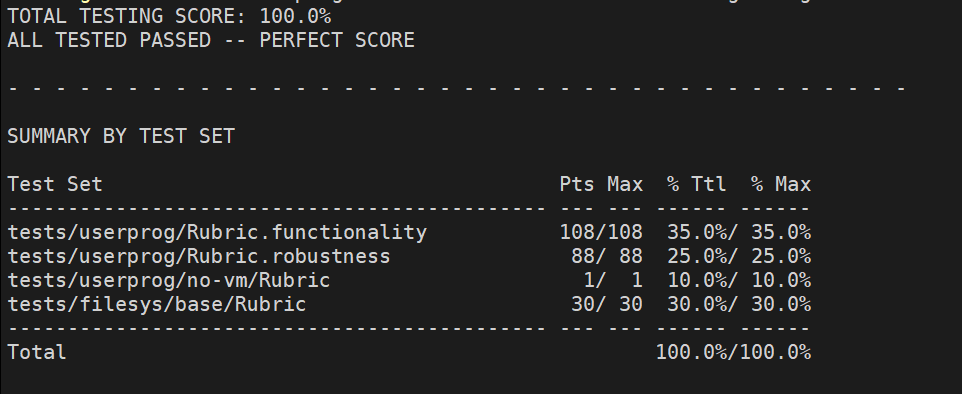 TOTAL TESTING SCORE: 100.0%
ALL TESTED PASSED -- PERFECT SCORE
- - - - - - - - - - - - - - - - - - - - - - - - - - - - - - - - - - - - - -
SUMMARY BY TEST SET
Test Set                                      Pts Max  % Ttl  % Max
--------------------------------------------- --- --- ------ ------
tests/userprog/Rubric.functionality           108/108  35.0%/ 35.0%
tests/userprog/Rubric.robustness               88/ 88  25.0%/ 25.0%
tests/userprog/no-vm/Rubric                     1/  1  10.0%/ 10.0%
tests/filesys/base/Rubric                      30/ 30  30.0%/ 30.0%
--------------------------------------------- --- --- ------ ------
Total                                                 100.0%/100.0%